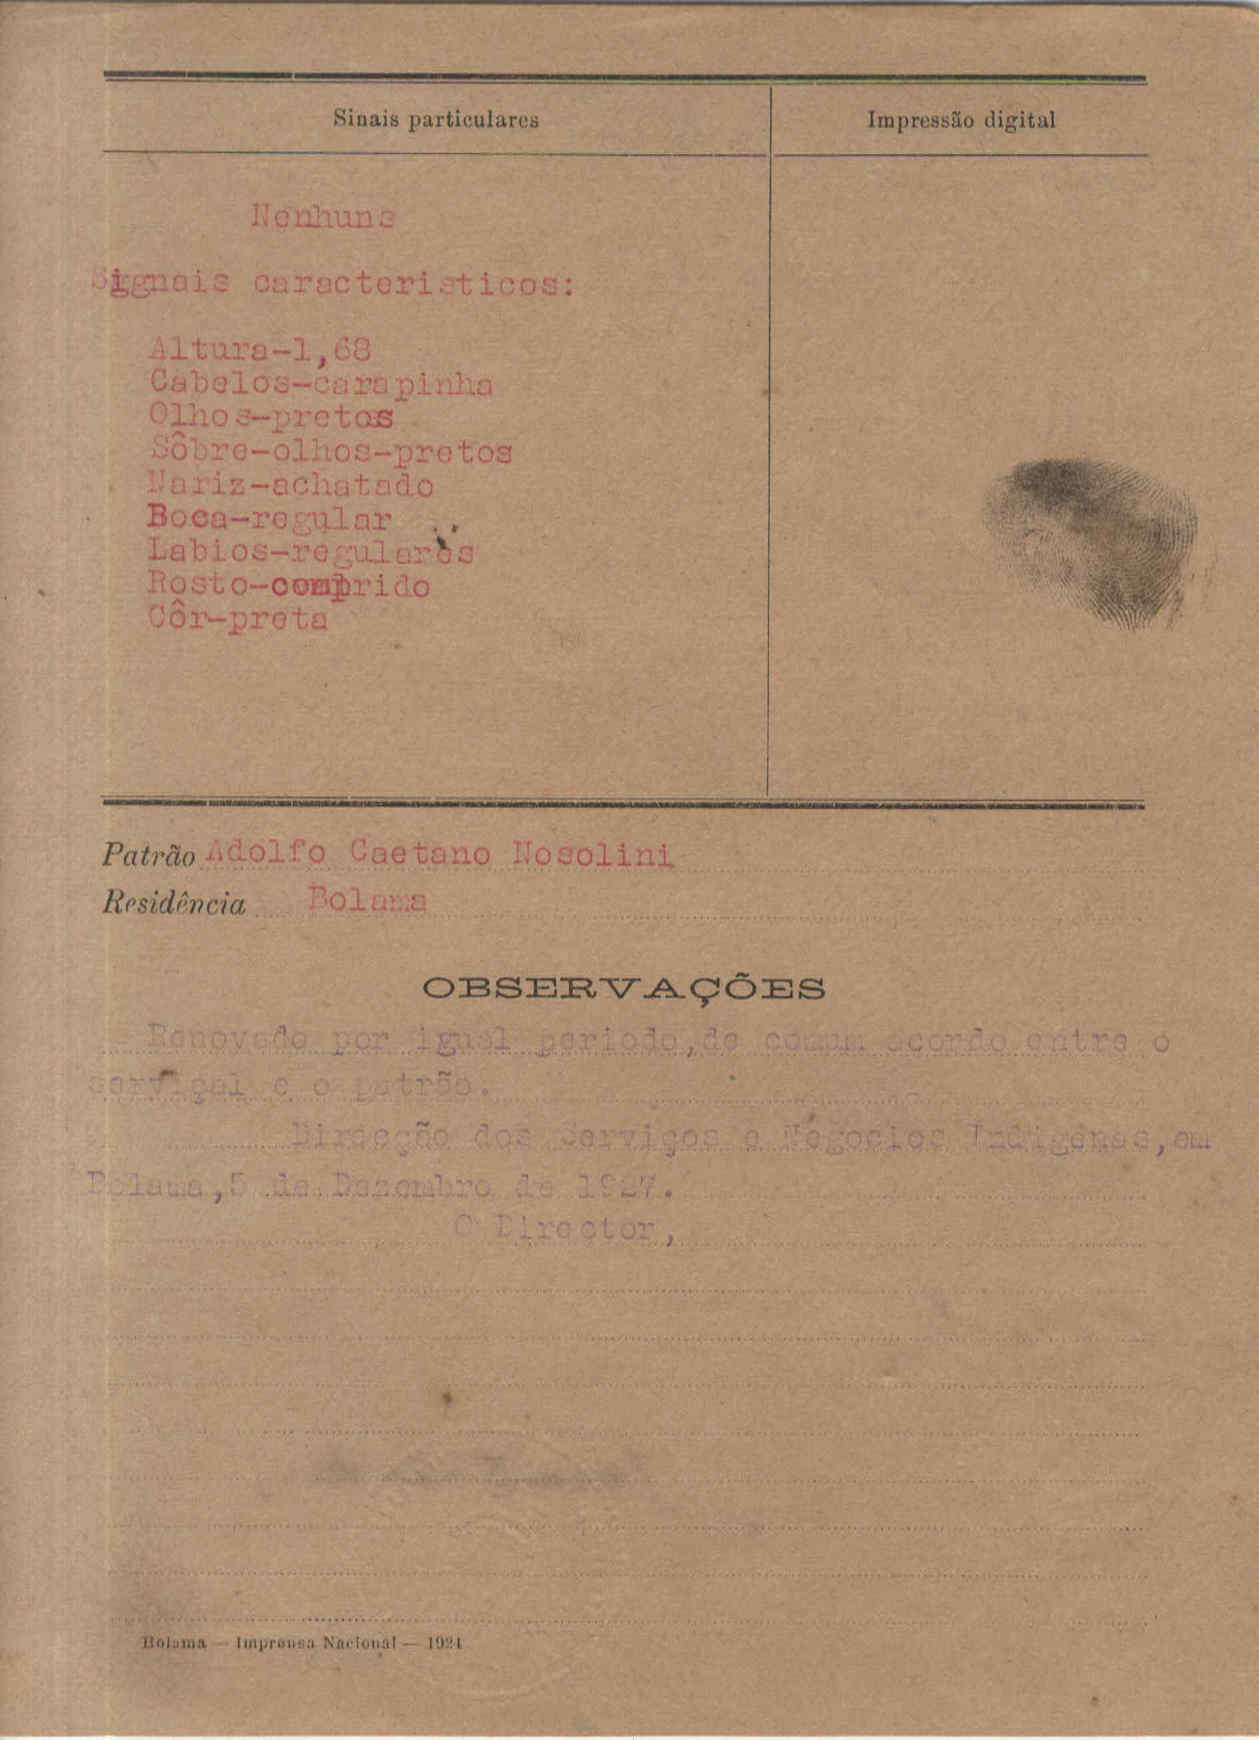 Sinais particulares
Impressão digital
Nenhuns
Signais caracteristicos:
Altura-1,68
Cabelos-carapinha
Olhos-pretos
Sôbre-olhos-pretos
Nariz-achatado
Boca-regular
Labios-regulares
Rosto-comprido
Côr-preta
Patrão Adolfo Caetano Nosolini
Residência Bolama
OBSERVAÇÕES
Renovado por igual periodo,de comum acordo entre o
serviçal e o patrão.
Direcção dos Serviços e Negocios Indigenas,em
Bolama,5 de Dezembro de 1927.
O Director,
Bolama — Imprensa Nacional — 1924